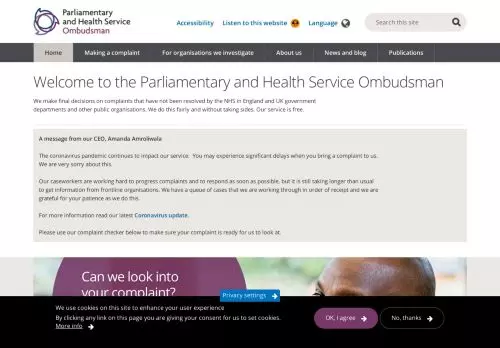 Parliamentary
and Health Service
Ombudsman
Accessibility
Listen to this website
Language
Search this site
Home
Making a complaint
For organisations we investigate
About us
News and blog
Publications
Welcome to the Parliamentary and Health Service Ombudsman
We make final decisions on complaints that have not been resolved by the NHS in England and UK government
departments and other public organisations. We do this fairly and without taking sides. Our service is free.
A message from our CEO, Amanda Amroliwala
The coronavirus pandemic continues to impact our service. You may experience significant delays when you bring a complaint to us.
We are very sorry about this.
Our caseworkers are working hard to progress complaints and to respond as soon as possible, but it is still taking longer than usual
to get information from frontline organisations. We have a queue of cases that we are working through in order of receipt and we are
grateful for your patience as we do this.
For more information read our latest Coronavirus update.
Please use our complaint checker below to make sure your complaint is ready for us to look at.
Can we look into
your complaint?
Privacy settings
We use cookies on this site to enhance your user experience
By clicking any link on this page you are giving your consent for us to set cookies.
More info
OK, I agree
No, thanks